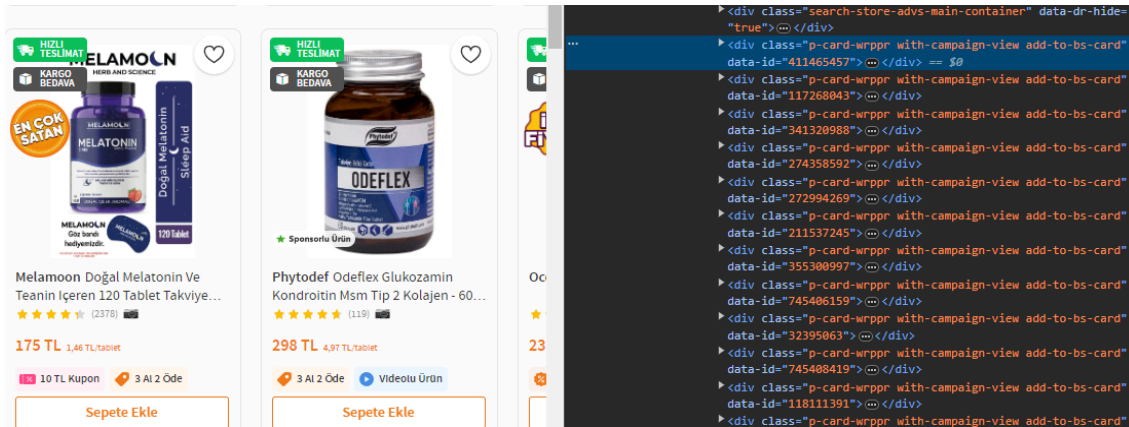 HIZLI
TESLİMAT
KARGO
BEDAVA
MELAMOON
HERB AND SCIENCE
EN ÇOK
SATAN
MELAMOON
MELATONIN
Doğal Melatonin
Sleep Aid
MELAMOON
Göz bandı
hediyemizdir.
MELAMOON
120 Tablet
Melamoon Doğal Melatonin Ve
Teanin Içeren 120 Tablet Takviye...
(2378)
175 TL 1,46 TL/tablet
10 TL Kupon
3 Al 2 Öde
Sepete Ekle
HIZLI
TESLİMAT
KARGO
BEDAVA
Phytodef
ODEFLEX
Sponsorlu Ürün
Phytodef Odeflex Glukozamin
Kondroitin Msm Tip 2 Kolajen - 60...
(119)
298 TL 4,97 TL/tablet
3 Al 2 Öde
Videolu Ürün
Sepete Ekle
23
<div class="search-store-advs-main-container" data-dr-hide=
"true">…</div>
<div class="p-card-wrppr with-campaign-view add-to-bs-card"
data-id="411465457">…</div> == $0
<div class="p-card-wrppr with-campaign-view add-to-bs-card"
data-id="117268043">…</div>
<div class="p-card-wrppr with-campaign-view add-to-bs-card"
data-id="341320988">…</div>
<div class="p-card-wrppr with-campaign-view add-to-bs-card"
data-id="274358592">…</div>
<div class="p-card-wrppr with-campaign-view add-to-bs-card"
data-id="272994269">…</div>
<div class="p-card-wrppr with-campaign-view add-to-bs-card"
data-id="211537245">…</div>
<div class="p-card-wrppr with-campaign-view add-to-bs-card"
data-id="355300997">…</div>
<div class="p-card-wrppr with-campaign-view add-to-bs-card"
data-id="745406159">…</div>
<div class="p-card-wrppr with-campaign-view add-to-bs-card"
data-id="32395063">…</div>
<div class="p-card-wrppr with-campaign-view add-to-bs-card"
data-id="745408419">…</div>
<div class="p-card-wrppr with-campaign-view add-to-bs-card"
data-id="118111391">…</div>
<div class="p-card-wrppr with-campaign-view add-to-bs-card"